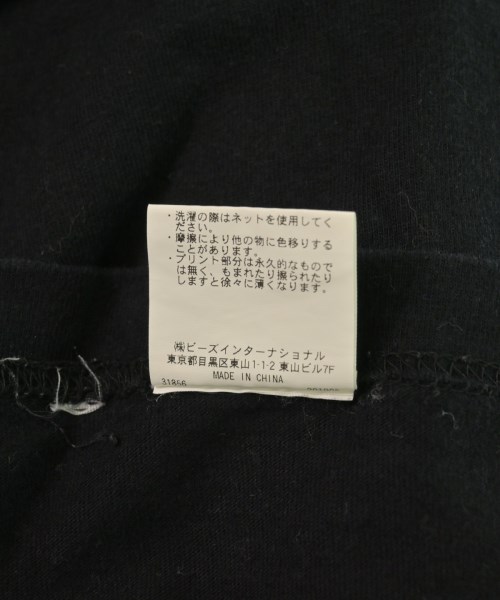 ・洗濯の際はネットを使用してく
ださい。
・摩擦により他の物に色移りする
ことがあります。
・プリント部分は永久的なもので
は無く、もまれたり擦られたり
しますと徐々に薄くなります。
㈱ビーズインターナショナル
東京都目黒区東山1-1-2 東山ビル7F
MADE IN CHINA
31856